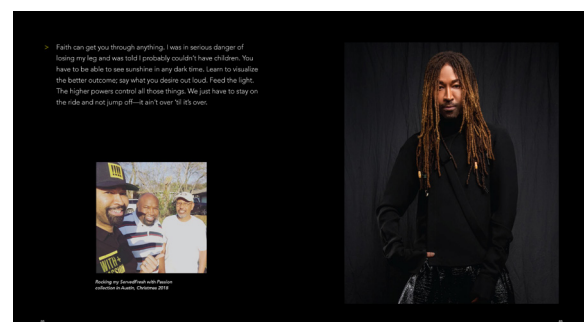 > Faith can get you through anything. I was in serious danger of
losing my leg and was told I probably couldn't have children. You
have to be able to see sunshine in any dark time. Learn to visualize
the better outcome; say what you desire out loud. Feed the light.
The higher powers control all those things. We just have to stay on
the ride and not jump off—it ain't over 'til it's over.
!!!!
WITH+
Rocking my ServedFresh with Passion
collection in Austin, Christmas 2018